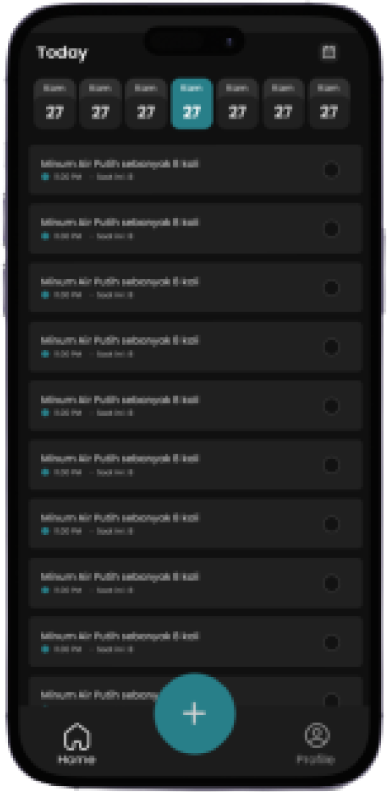 Today
Kam Kam Kam Kam Kam Kam Kam
27 27 27 27 27 27 27
Minum Air Putih sebanyak 8 kali
11.00 PM - Saat ini : 8
Minum Air Putih sebanyak 8 kali
11.00 PM - Saat ini : 8
Minum Air Putih sebanyak 8 kali
11.00 PM - Saat ini : 8
Minum Air Putih sebanyak 8 kali
11.00 PM - Saat ini : 8
Minum Air Putih sebanyak 8 kali
11.00 PM - Saat ini : 8
Minum Air Putih sebanyak 8 kali
11.00 PM - Saat ini : 8
Minum Air Putih sebanyak 8 kali
11.00 PM - Saat ini : 8
Minum Air Putih sebanyak 8 kali
11.00 PM - Saat ini : 8
Minum Air Putih sebanyak 8 kali
11.00 PM - Saat ini : 8
Minum Air Putih
+
Home Profile